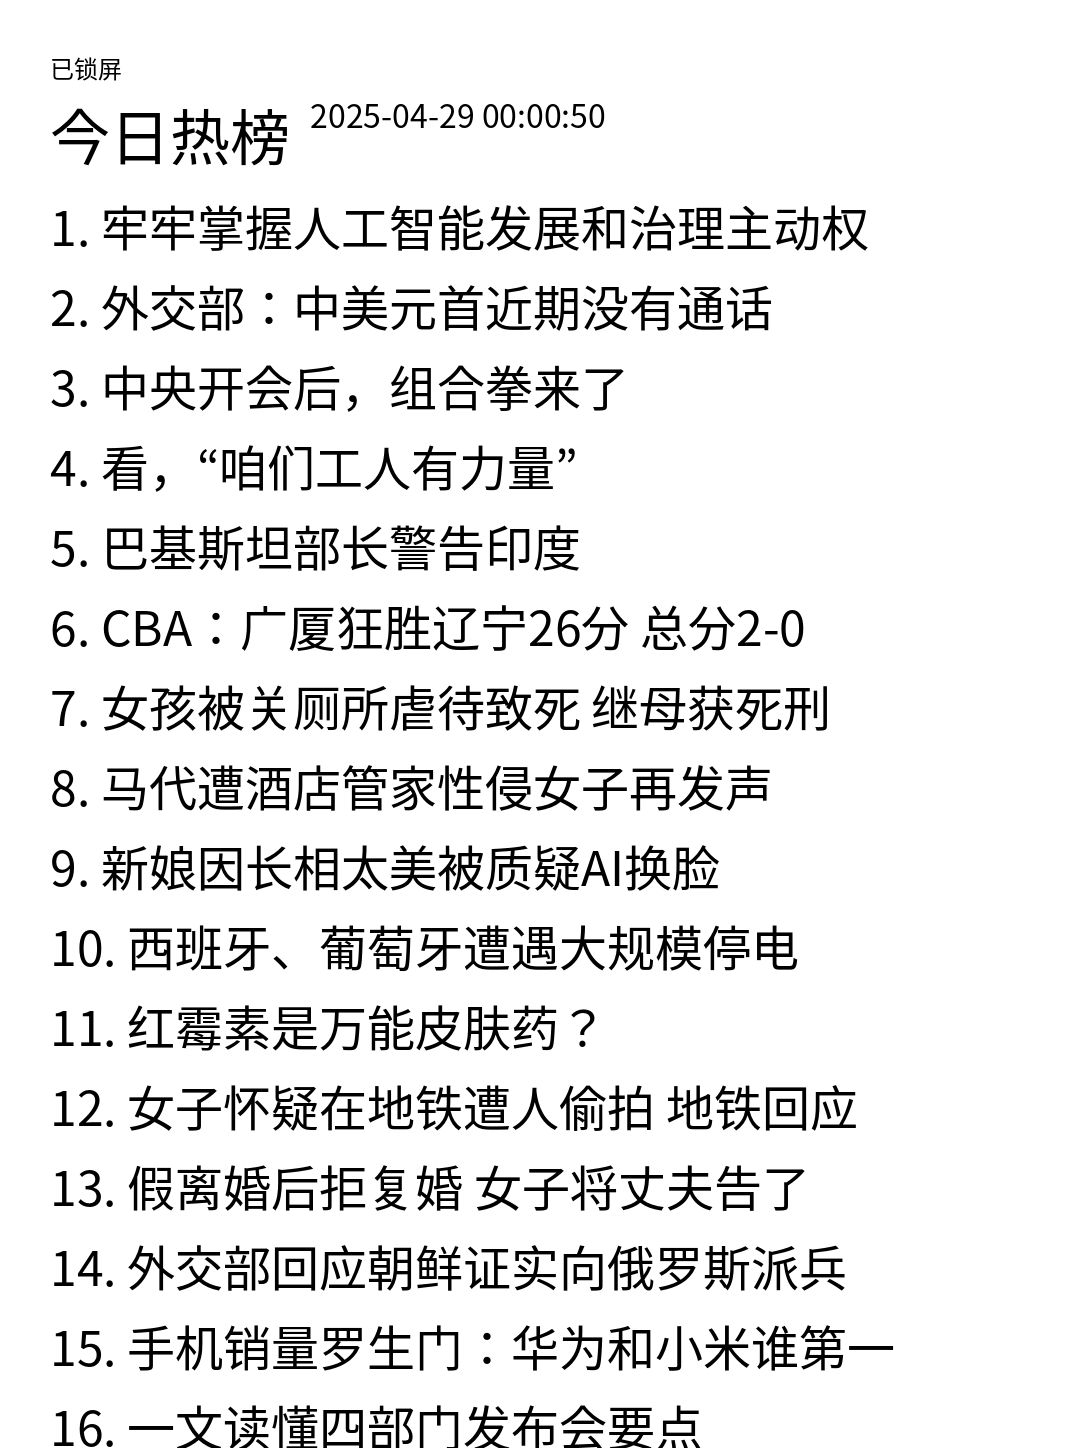 已锁屏
今日热榜 2025-04-29 00:00:50
1. 牢牢掌握人工智能发展和治理主动权
2. 外交部：中美元首近期没有通话
3. 中央开会后，组合拳来了
4. 看，“咱们工人有力量”
5. 巴基斯坦部长警告印度
6. CBA：广厦狂胜辽宁26分 总分2-0
7. 女孩被关厕所虐待致死 继母获死刑
8. 马代遭酒店管家性侵女子再发声
9. 新娘因长相太美被质疑AI换脸
10. 西班牙、葡萄牙遭遇大规模停电
11. 红霉素是万能皮肤药？
12. 女子怀疑在地铁遭人偷拍 地铁回应
13. 假离婚后拒复婚 女子将丈夫告了
14. 外交部回应朝鲜证实向俄罗斯派兵
15. 手机销量罗生门：华为和小米谁第一
16. 一文读懂四部门发布会要点